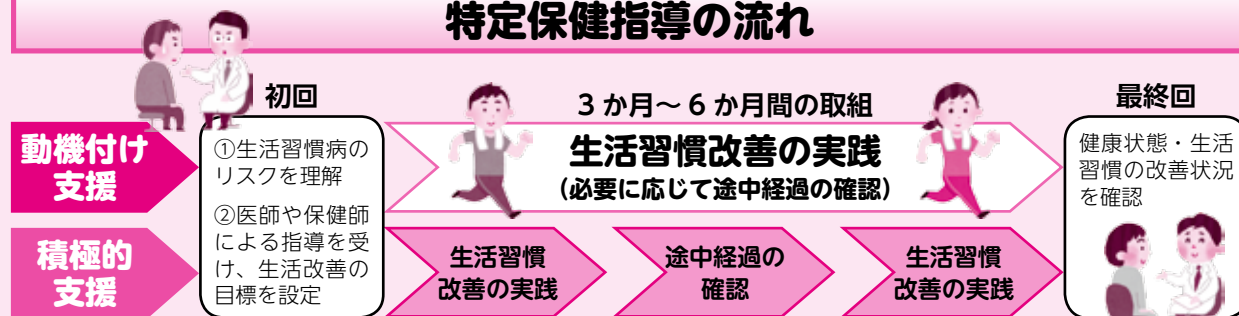 特定保健指導の流れ
初回
3か月～6か月間の取組
最終回
動機付け
支援
①生活習慣病の
リスクを理解
②医師や保健師
による指導を受
け、生活改善の
目標を設定
生活習慣改善の実践
（必要に応じて途中経過の確認）
健康状態・生活
習慣の改善状況
を確認
積極的
支援
生活習慣
改善の実践
途中経過の
確認
生活習慣
改善の実践